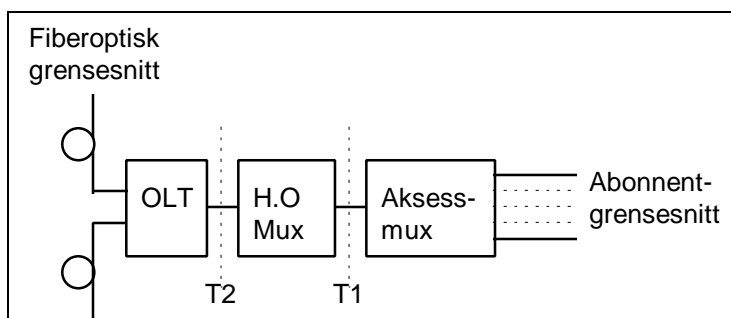 Fiberoptisk
grensesnitt
OLT
H.O
Mux
Aksess-
mux
Abonnent-
grensesnitt
T2
T1